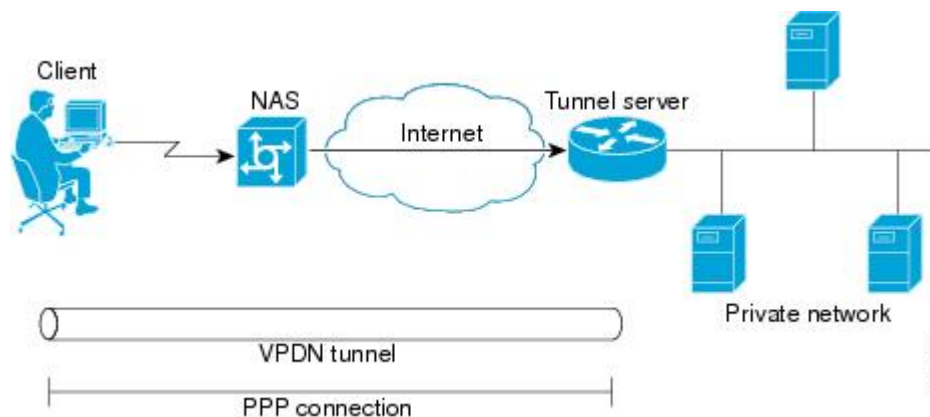 Client
NAS
Internet
Tunnel server
Private network
VPDN tunnel
PPP connection